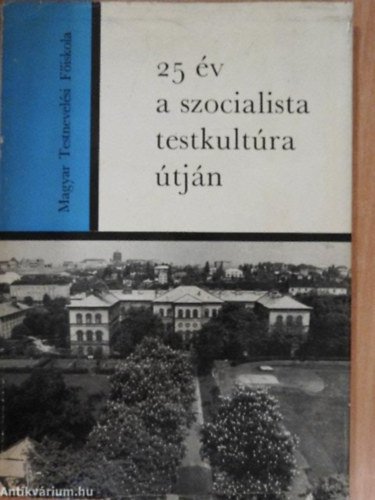 Magyar Testnevelési Főiskola
25 év
a szocialista
testkultúra
útján
Antikvárium.hu